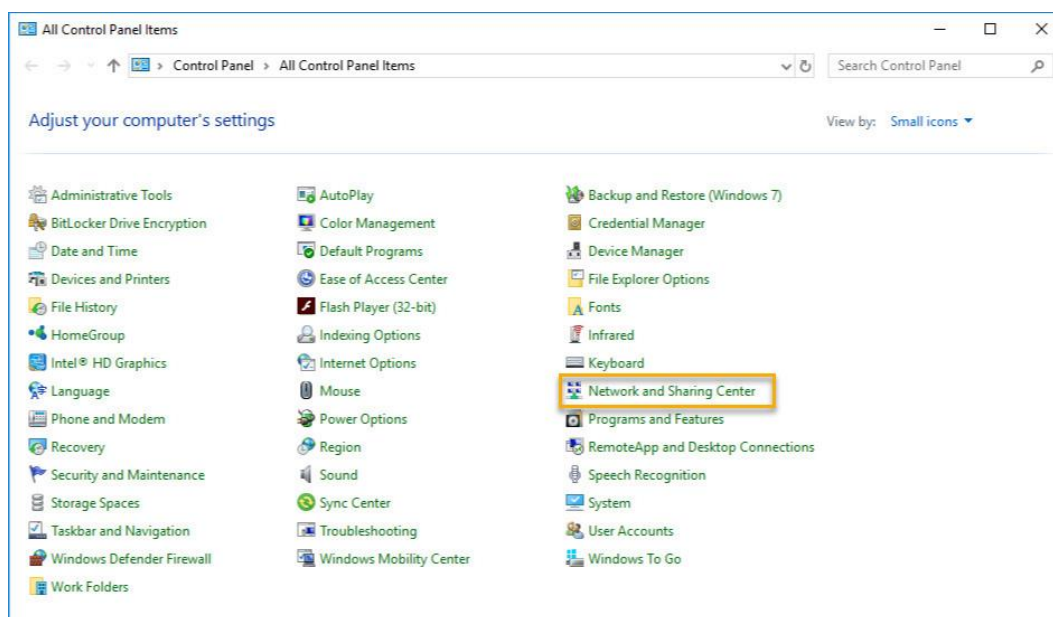 All Control Panel Items
Control Panel > All Control Panel Items
Search Control Panel
Adjust your computer's settings
View by: Small icons
Administrative Tools
AutoPlay
Backup and Restore (Windows 7)
BitLocker Drive Encryption
Color Management
Credential Manager
Date and Time
Default Programs
Device Manager
Devices and Printers
Ease of Access Center
File Explorer Options
File History
Flash Player (32-bit)
Fonts
HomeGroup
Indexing Options
Infrared
Intel® HD Graphics
Internet Options
Keyboard
Language
Mouse
Network and Sharing Center
Phone and Modem
Power Options
Programs and Features
Recovery
Region
RemoteApp and Desktop Connections
Security and Maintenance
Sound
Speech Recognition
Storage Spaces
Sync Center
System
Taskbar and Navigation
Troubleshooting
User Accounts
Windows Defender Firewall
Windows Mobility Center
Windows To Go
Work Folders